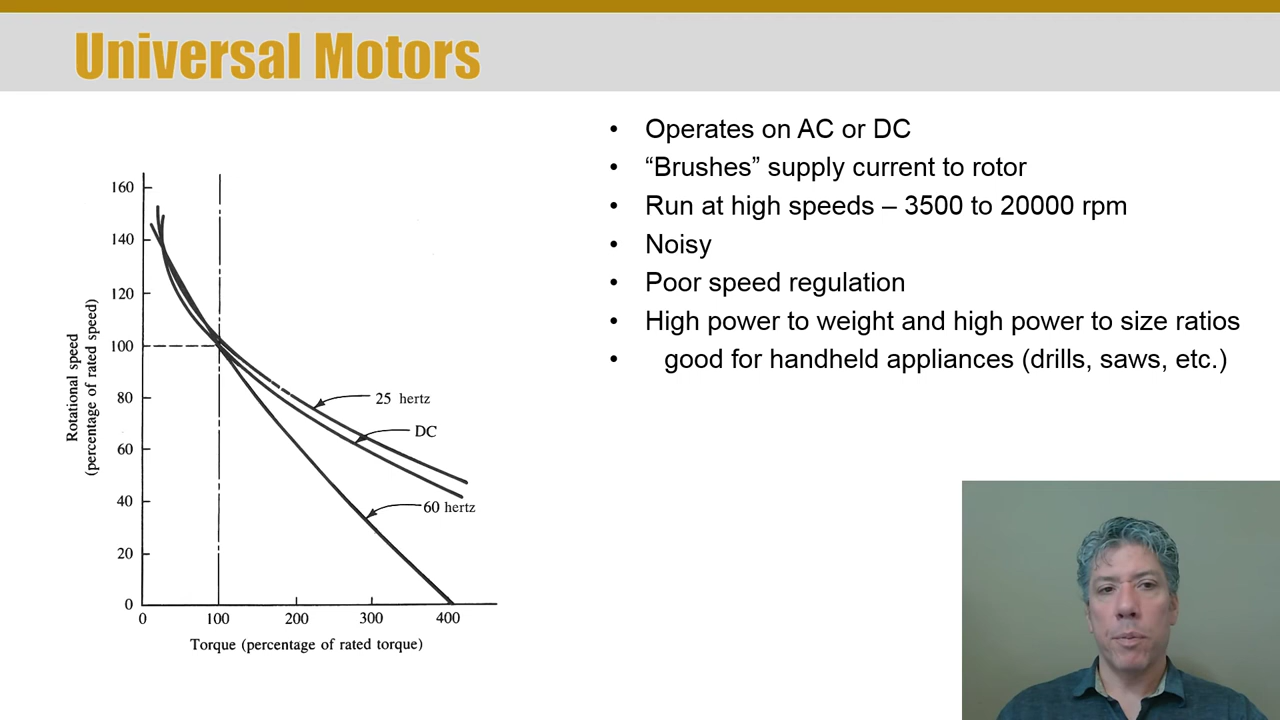 Universal Motors
• Operates on AC or DC
• “Brushes” supply current to rotor
• Run at high speeds – 3500 to 20000 rpm
• Noisy
• Poor speed regulation
• High power to weight and high power to size ratios
• good for handheld appliances (drills, saws, etc.)
Rotational speed
(percentage of rated speed)
160
140
120
100
80
60
40
20
0
25 hertz
DC
60 hertz
0 100 200 300 400
Torque (percentage of rated torque)